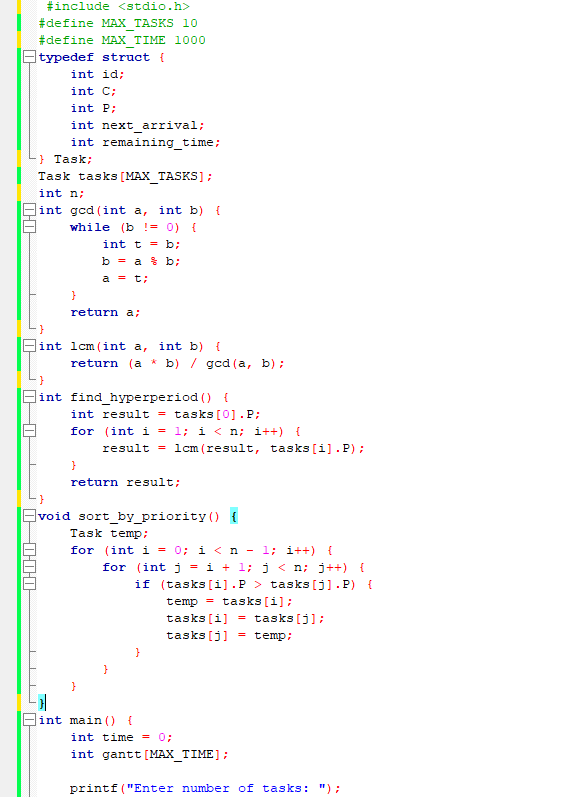 #include <stdio.h>
#define MAX_TASKS 10
#define MAX_TIME 1000
typedef struct {
    int id;
    int C;
    int P;
    int next_arrival;
    int remaining_time;
} Task;
Task tasks[MAX_TASKS];
int n;
int gcd(int a, int b) {
    while (b != 0) {
        int t = b;
        b = a % b;
        a = t;
    }
    return a;
}
int lcm(int a, int b) {
    return (a * b) / gcd(a, b);
}
int find_hyperperiod() {
    int result = tasks[0].P;
    for (int i = 1; i < n; i++) {
        result = lcm(result, tasks[i].P);
    }
    return result;
}
void sort_by_priority() {
    Task temp;
    for (int i = 0; i < n - 1; i++) {
        for (int j = i + 1; j < n; j++) {
            if (tasks[i].P > tasks[j].P) {
                temp = tasks[i];
                tasks[i] = tasks[j];
                tasks[j] = temp;
            }
        }
    }
}
int main() {
    int time = 0;
    int gantt[MAX_TIME];
    printf("Enter number of tasks: ");